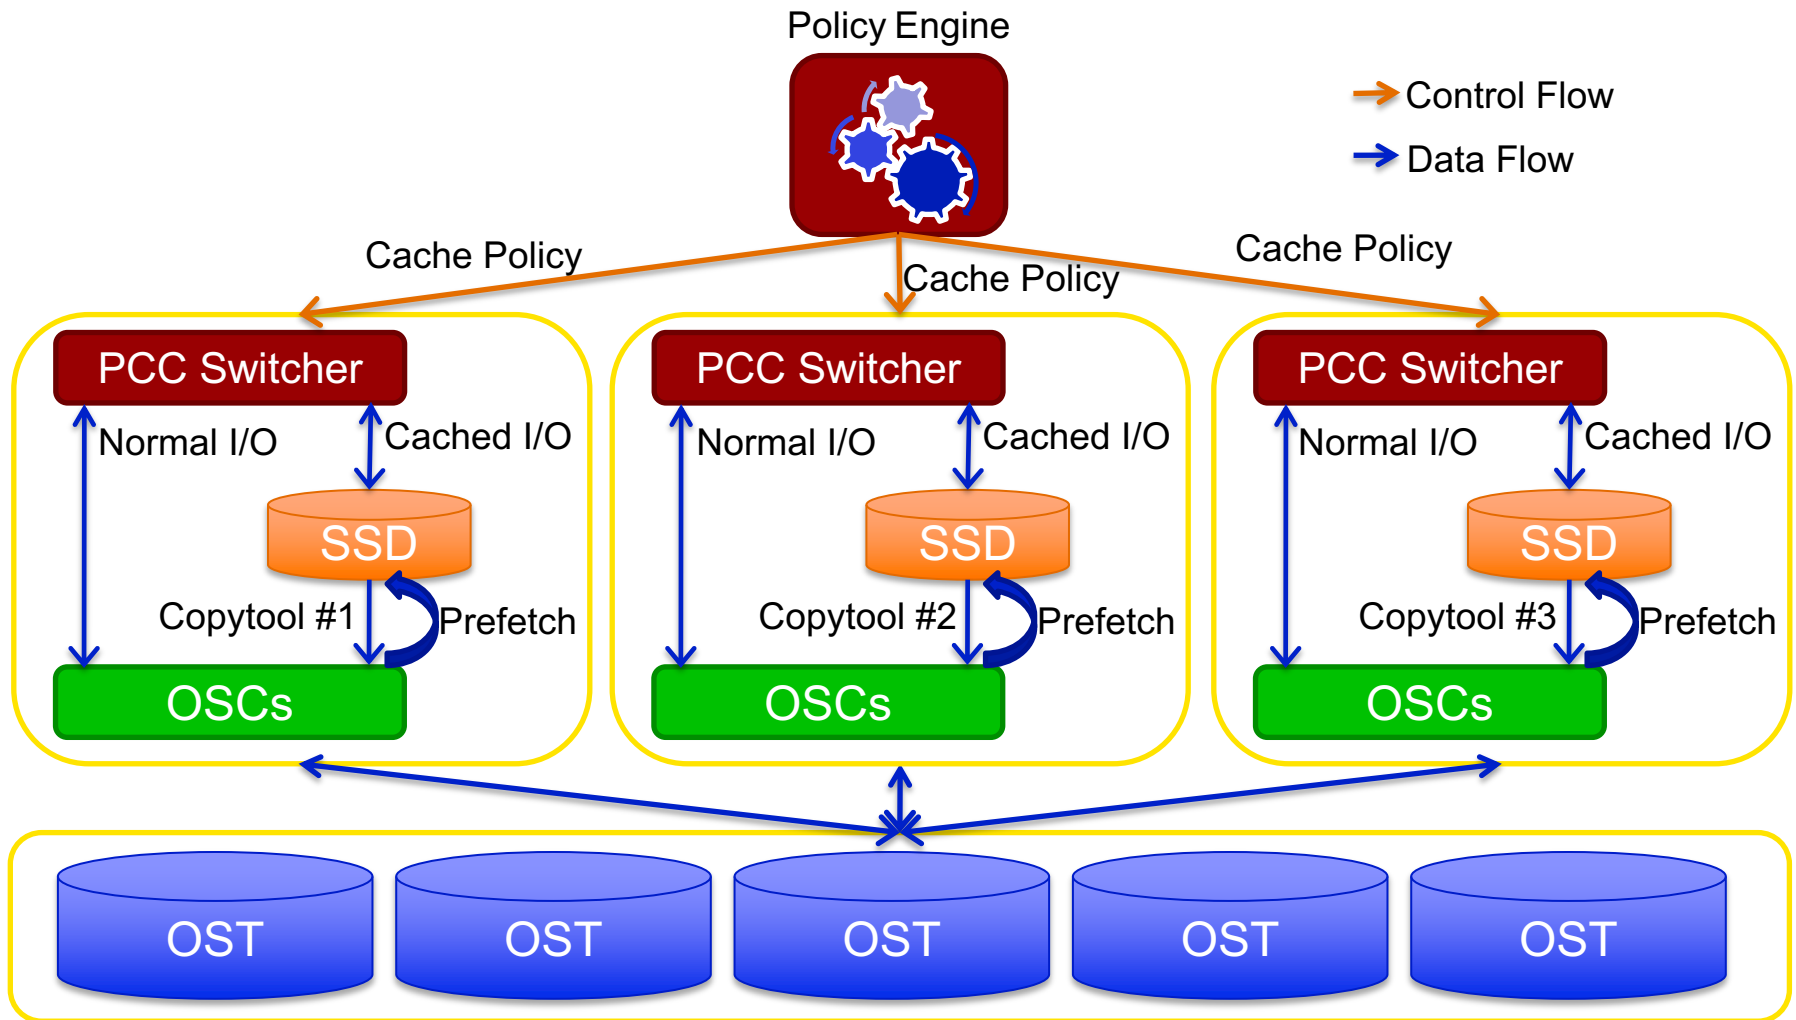 Policy Engine
Control Flow
Data Flow
Cache Policy
Cache Policy
Cache Policy
PCC Switcher
PCC Switcher
PCC Switcher
Normal I/O
Cached I/O
Normal I/O
Cached I/O
Normal I/O
Cached I/O
SSD
SSD
SSD
Copytool #1
Prefetch
Copytool #2
Prefetch
Copytool #3
Prefetch
OSCs
OSCs
OSCs
OST
OST
OST
OST
OST